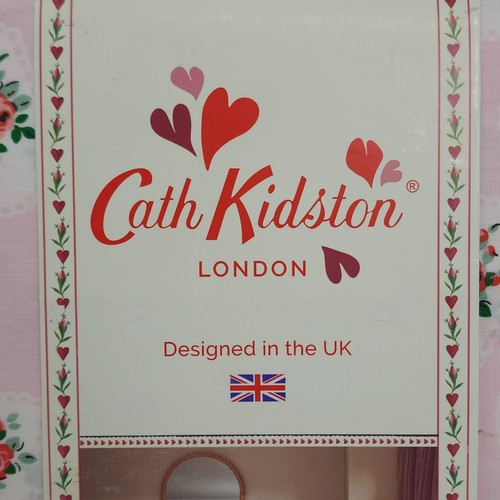 Cath Kidston®
LONDON
Designed in the UK